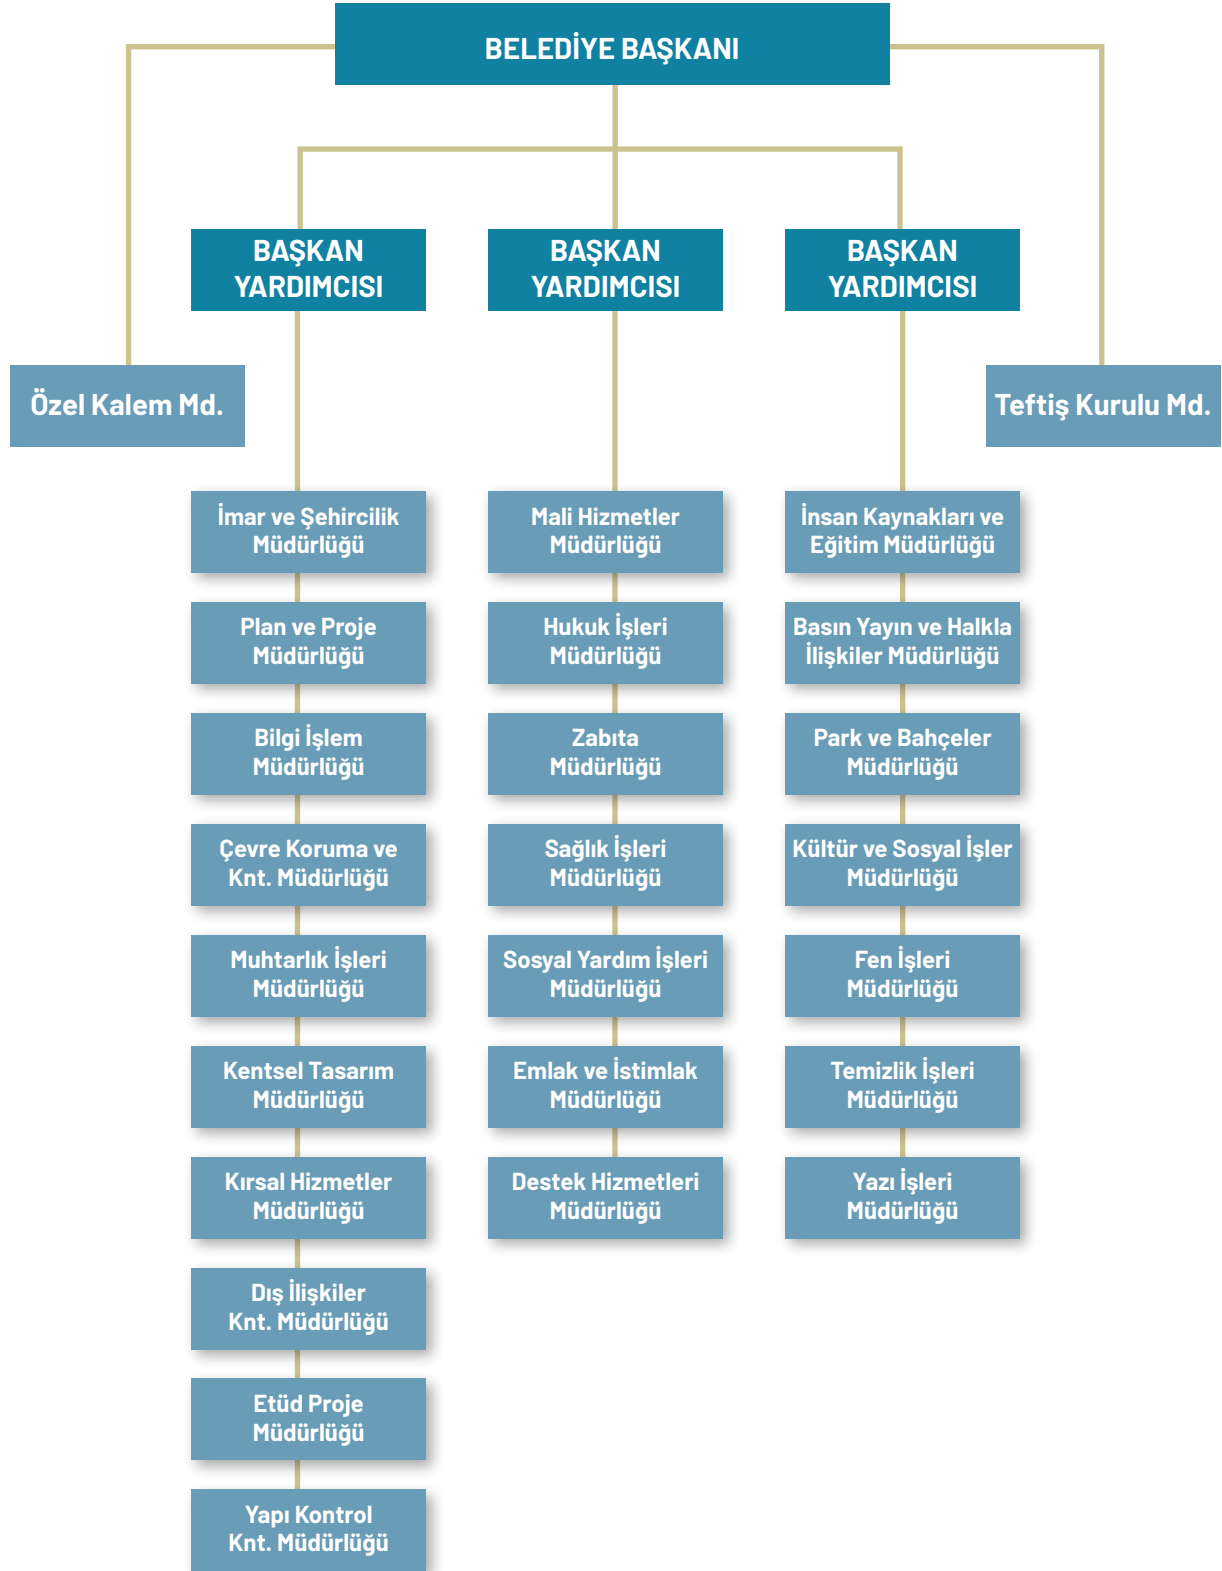 BELEDİYE BAŞKANI
BAŞKAN
YARDIMCISI
BAŞKAN
YARDIMCISI
BAŞKAN
YARDIMCISI
Özel Kalem Md.
Teftiş Kurulu Md.
İmar ve Şehircilik
Müdürlüğü
Plan ve Proje
Müdürlüğü
Bilgi İşlem
Müdürlüğü
Çevre Koruma ve
Knt. Müdürlüğü
Muhtarlık İşleri
Müdürlüğü
Kentsel Tasarım
Müdürlüğü
Kırsal Hizmetler
Müdürlüğü
Dış İlişkiler
Knt. Müdürlüğü
Etüd Proje
Müdürlüğü
Yapı Kontrol
Knt. Müdürlüğü
Mali Hizmetler
Müdürlüğü
Hukuk İşleri
Müdürlüğü
Zabıta
Müdürlüğü
Sağlık İşleri
Müdürlüğü
Sosyal Yardım İşleri
Müdürlüğü
Emlak ve İstimlak
Müdürlüğü
Destek Hizmetleri
Müdürlüğü
İnsan Kaynakları ve
Eğitim Müdürlüğü
Basın Yayın ve Halkla
İlişkiler Müdürlüğü
Park ve Bahçeler
Müdürlüğü
Kültür ve Sosyal İşler
Müdürlüğü
Fen İşleri
Müdürlüğü
Temizlik İşleri
Müdürlüğü
Yazı İşleri
Müdürlüğü